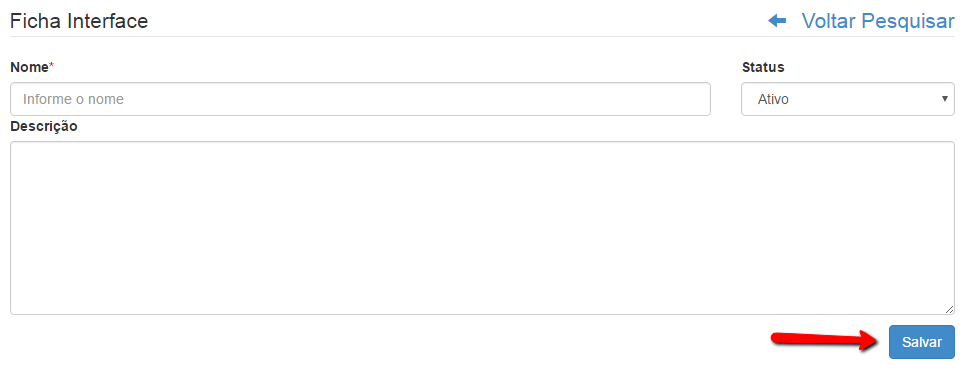 Ficha Interface Voltar Pesquisar
Nome* Status
Informe o nome Ativo
Descrição
Salvar